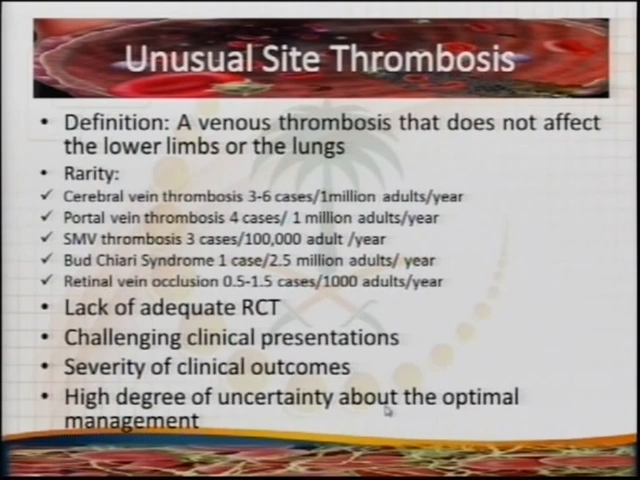 Unusual Site Thrombosis
• Definition: A venous thrombosis that does not affect
the lower limbs or the lungs
• Rarity:
✓ Cerebral vein thrombosis 3-6 cases/1million adults/year
✓ Portal vein thrombosis 4 cases/ 1 million adults/year
✓ SMV thrombosis 3 cases/100,000 adult /year
✓ Bud Chiari Syndrome 1 case/2.5 million adults/ year
✓ Retinal vein occlusion 0.5-1.5 cases/1000 adults/year
• Lack of adequate RCT
• Challenging clinical presentations
• Severity of clinical outcomes
• High degree of uncertainty about the optimal
management